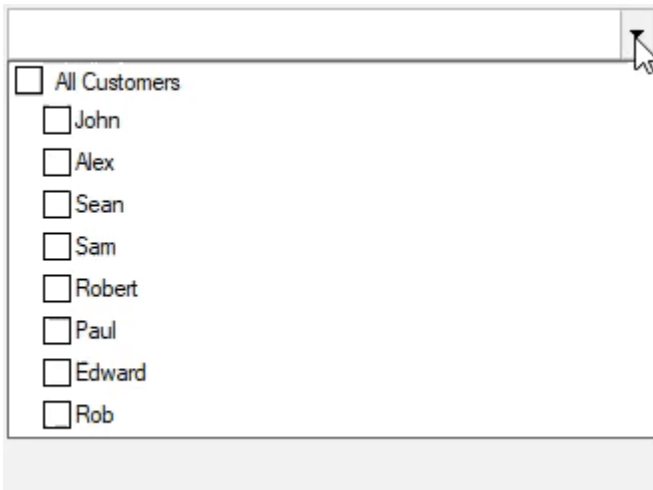 All Customers
John
Alex
Sean
Sam
Robert
Paul
Edward
Rob